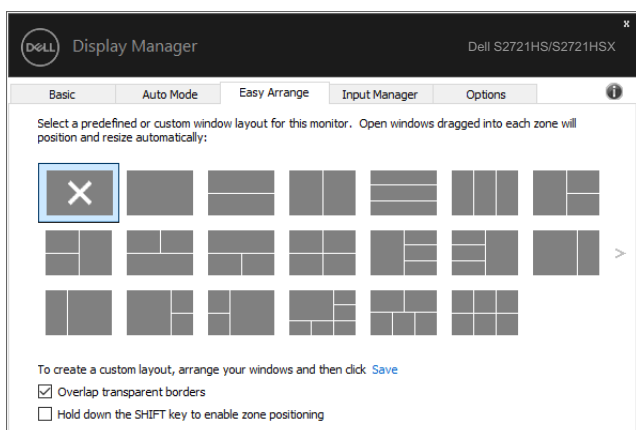 x
DELL Display Manager Dell S2721HS/S2721HSX
Basic Auto Mode Easy Arrange Input Manager Options i
Select a predefined or custom window layout for this monitor. Open windows dragged into each zone will
position and resize automatically:
>
To create a custom layout, arrange your windows and then click Save
Overlap transparent borders
Hold down the SHIFT key to enable zone positioning